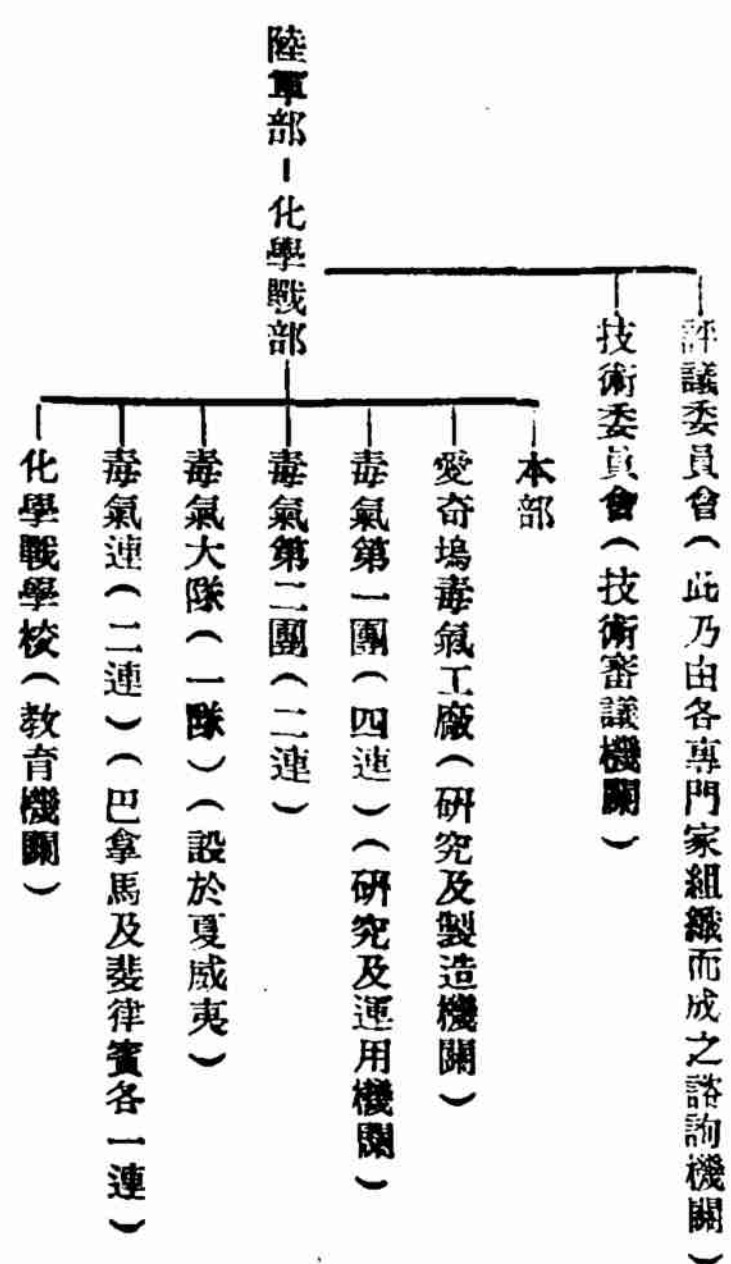 評議委員會(此乃由各專門家組織而成之諮詢機關)
技術委員會(技術審議機關)
陸軍部-化學戰部
本部
愛奇塢毒氣工廠(研究及製造機關)
毒氣第一團(四連)(研究及運用機關)
毒氣第二團(二連)
毒氣大隊(一隊)(設於夏威夷)
毒氣連(二連)(巴拿馬及婓律賓各一連)
化學戰學校(教育機關)